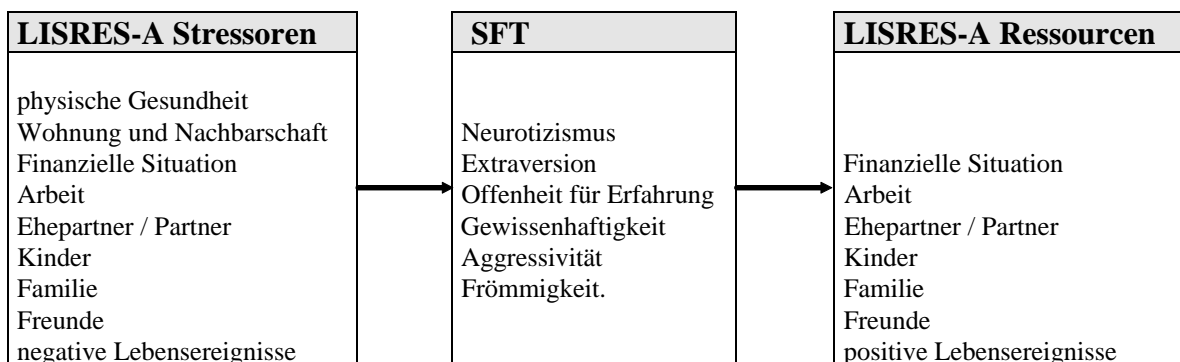 LISRES-A Stressoren
physische Gesundheit
Wohnung und Nachbarschaft
Finanzielle Situation
Arbeit
Ehepartner / Partner
Kinder
Familie
Freunde
negative Lebensereignisse
SFT
Neurotizismus
Extraversion
Offenheit für Erfahrung
Gewissenhaftigkeit
Aggressivität
Frömmigkeit.
LISRES-A Ressourcen
Finanzielle Situation
Arbeit
Ehepartner / Partner
Kinder
Familie
Freunde
positive Lebensereignisse